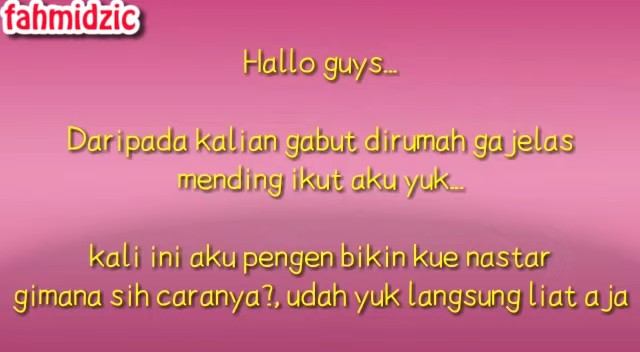 fahmidzic
Hallo guys...
Daripada kalian gabut dirumah ga jelas
mending ikut aku yuk...
kali ini aku pengen bikin kue nastar
gimana sih caranya?, udah yuk langsung liat aja